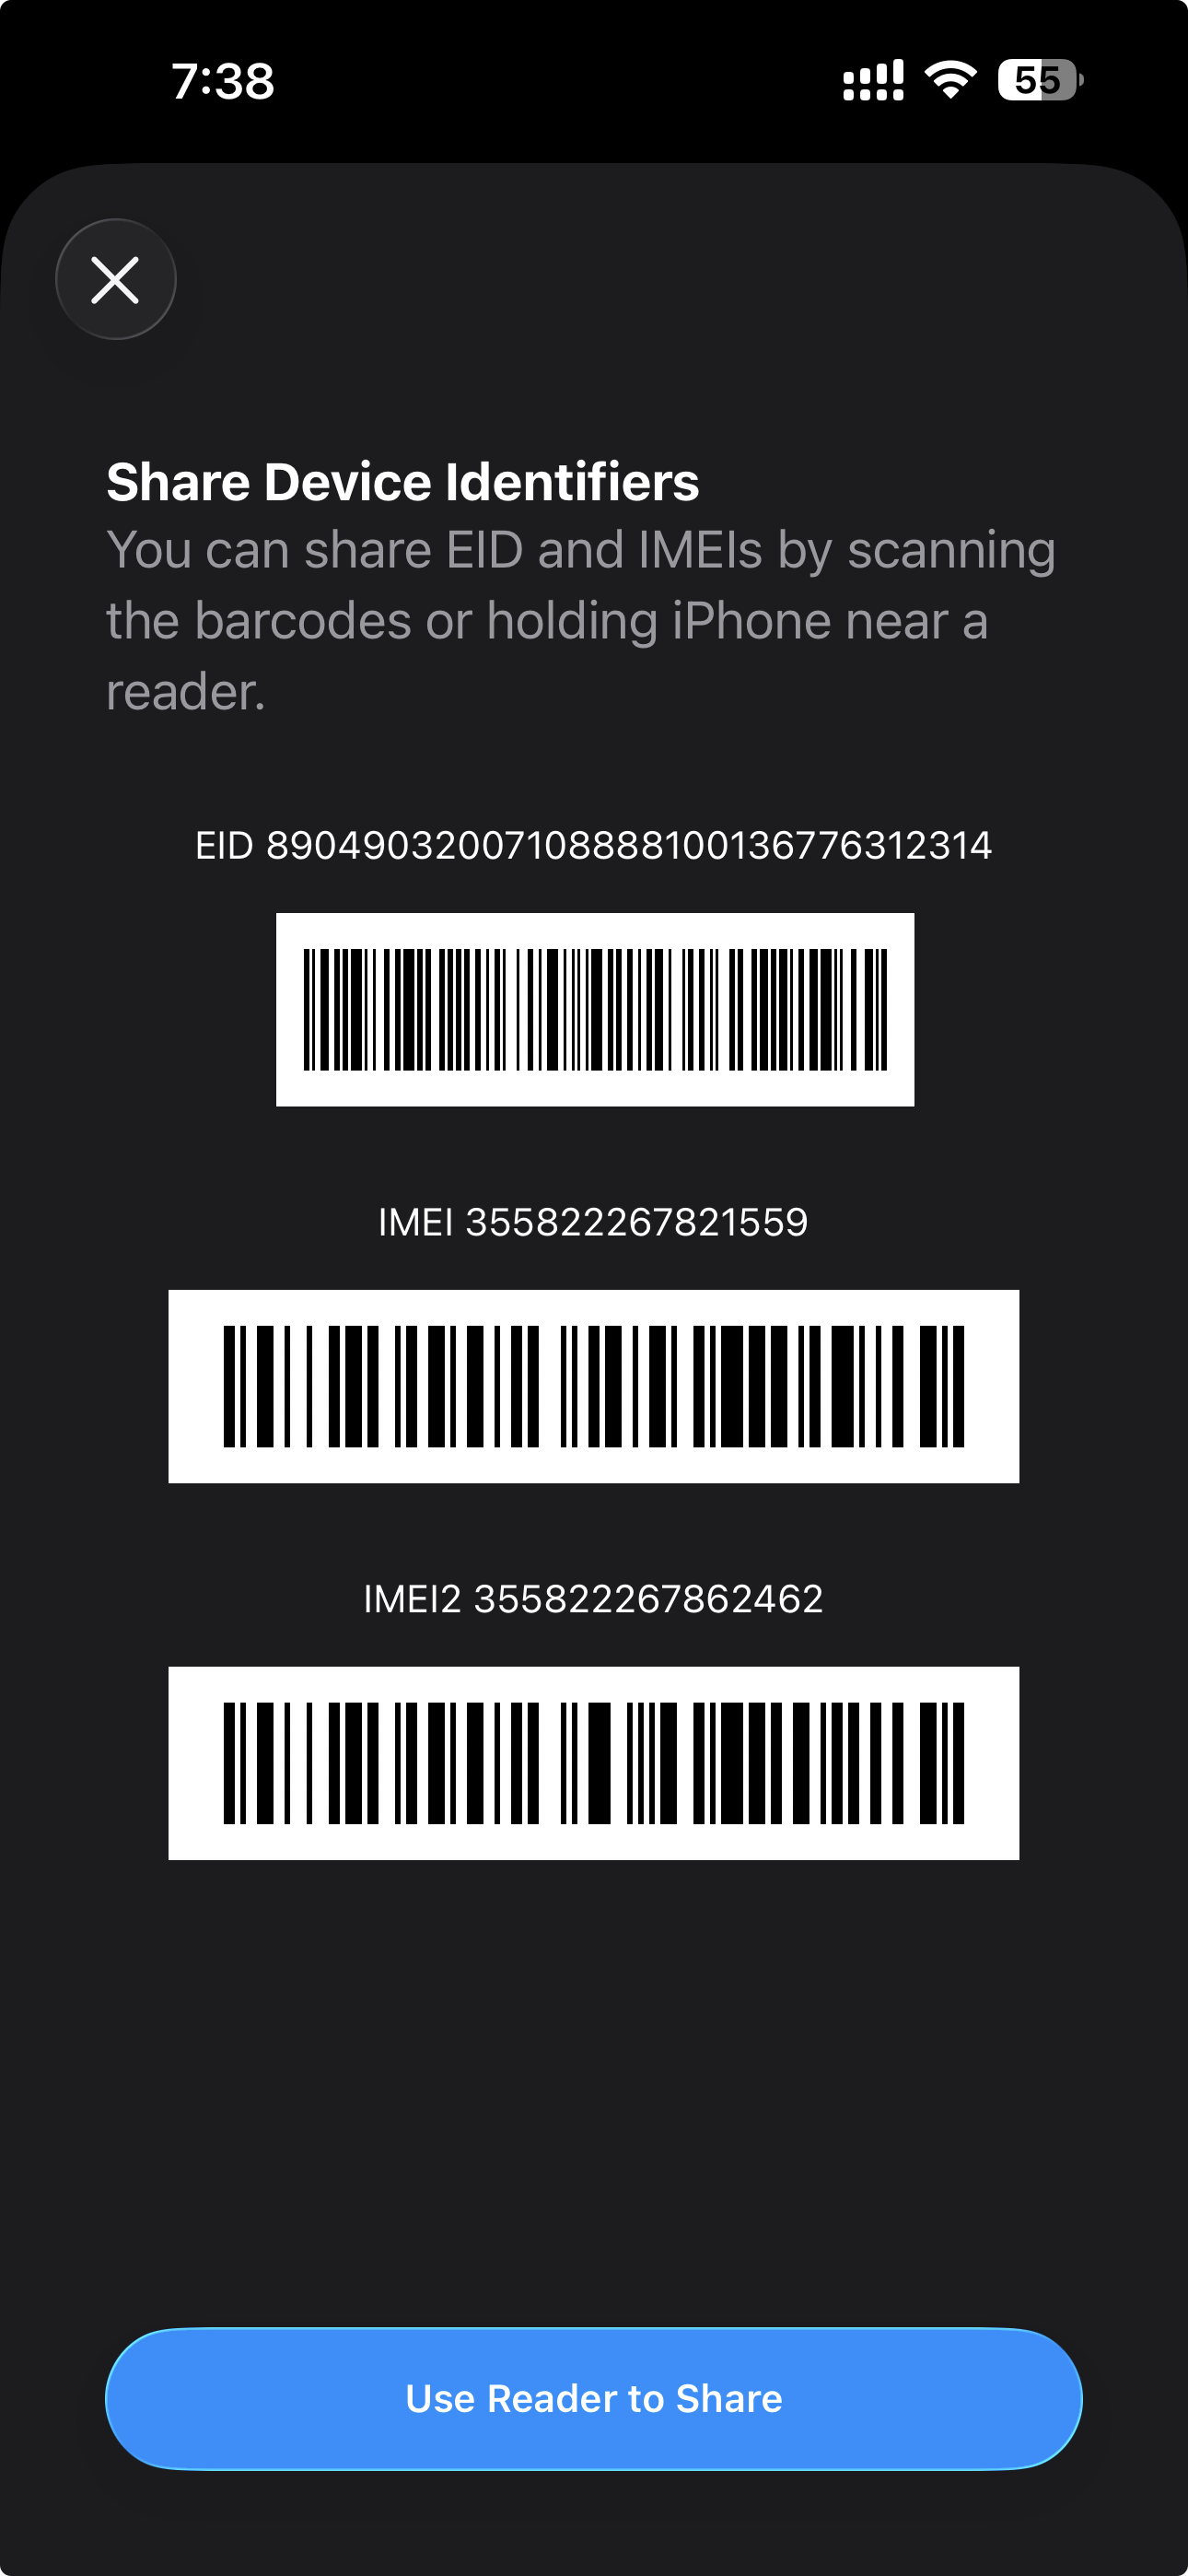 7:38
55
Share Device Identifiers
You can share EID and IMEIs by scanning
the barcodes or holding iPhone near a
reader.
EID 89049032007108888100136776312314
IMEI 355822267821559
IMEI2 355822267862462
Use Reader to Share